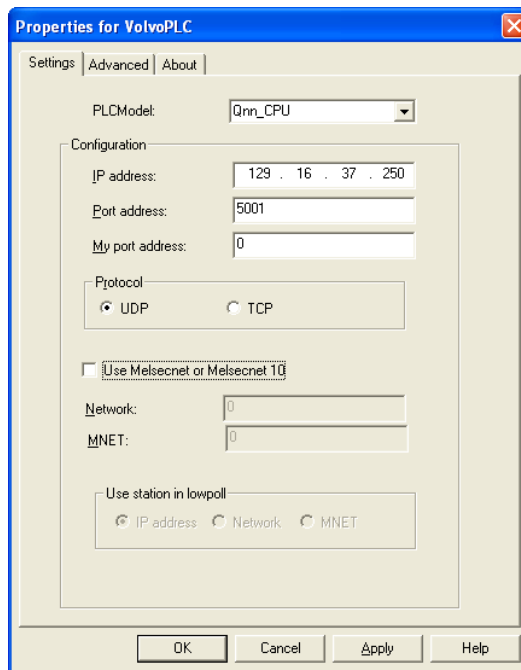 Properties for VolvoPLC
Settings Advanced About
PLCModel: Qnn_CPU
Configuration
IP address: 129 . 16 . 37 . 250
Port address: 5001
My port address: 0
Protocol
UDP TCP
Use Melsecnet or Melsecnet 10
Network: 0
MNET: 0
Use station in lowpoll
IP address Network MNET
OK Cancel Apply Help